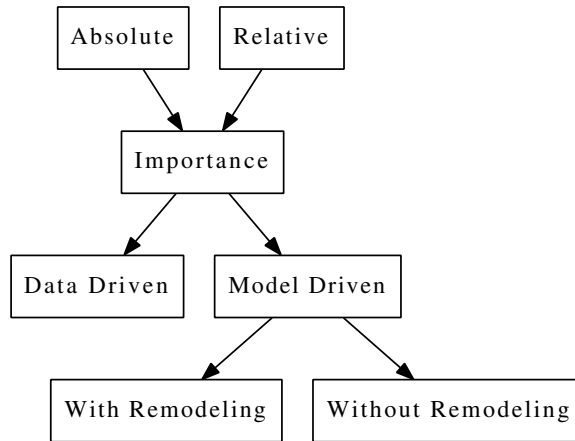 Absolute
Relative
Importance
Data Driven
Model Driven
With Remodeling
Without Remodeling